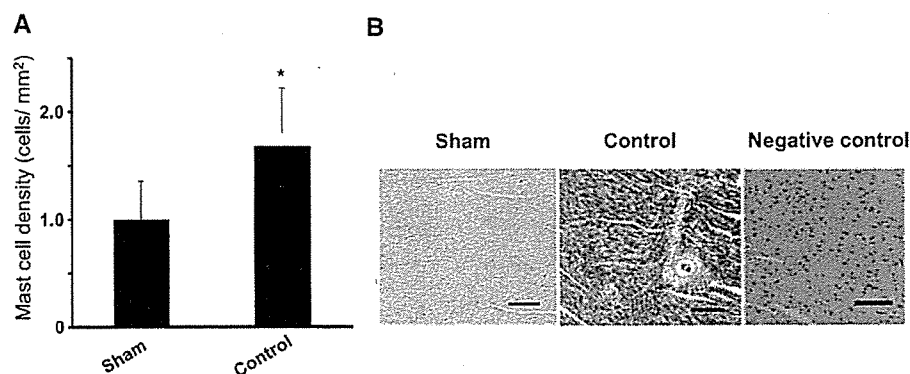 A
Mast cell density (cells/ mm²)
2.0
1.0
0
*
Sham
Control
B
Sham Control Negative control